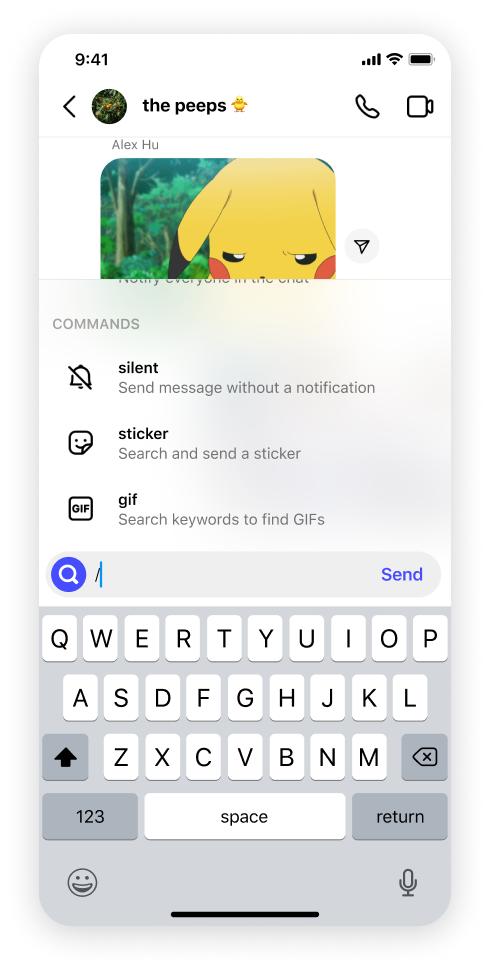 9:41
the peeps 🐥
Alex Hu
Notify everyone in the chat
COMMANDS
silent
Send message without a notification
sticker
Search and send a sticker
GIF
gif
Search keywords to find GIFs
/
Send
Q W E R T Y U I O P
A S D F G H J K L
Z X C V B N M
123 space return